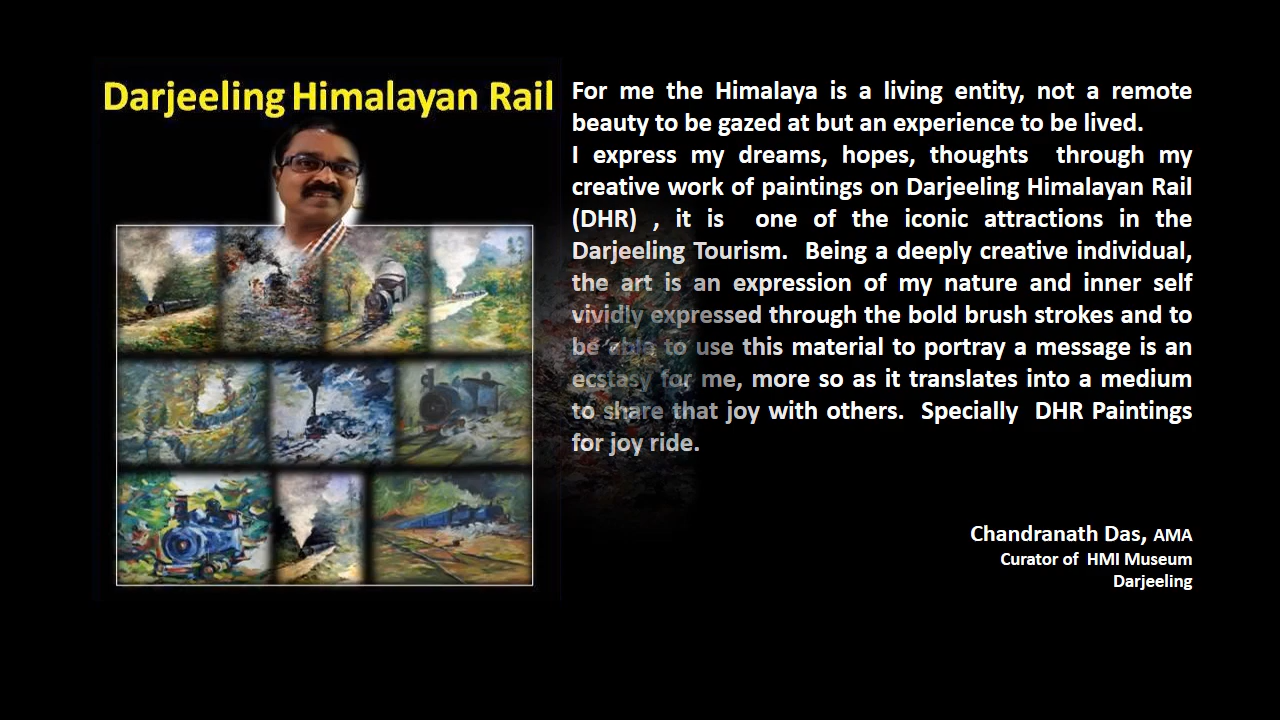 Darjeeling Himalayan Rail
For me the Himalaya is a living entity, not a remote
beauty to be gazed at but an experience to be lived.
I express my dreams, hopes, thoughts through my
creative work of paintings on Darjeeling Himalayan Rail
(DHR) , it is one of the iconic attractions in the
Darjeeling Tourism. Being a deeply creative individual,
the art is an expression of my nature and inner self
vividly expressed through the bold brush strokes and to
be able to use this material to portray a message is an
ecstasy for me, more so as it translates into a medium
to share that joy with others. Specially DHR Paintings
for joy ride.
Chandranath Das, AMA
Curator of HMI Museum
Darjeeling